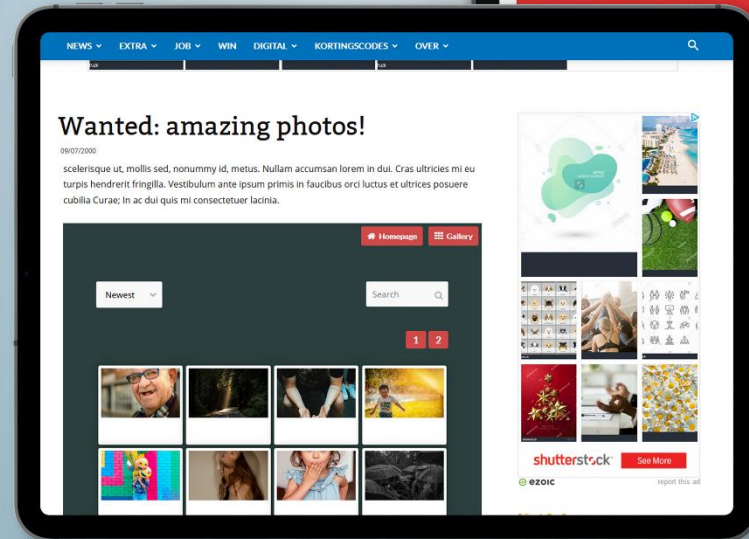 NEWS EXTRA JOB WIN DIGITAL KORTINGSCODES OVER
Wanted: amazing photos!
09/07/2000
scelerisque ut, mollis sed, nonummy id, metus. Nullam accumsan lorem in dui. Cras ultricies mi eu
turpis hendrerit fringilla. Vestibulum ante ipsum primis in faucibus orci luctus et ultrices posuere
cubilia Curae; In ac dui quis mi consectetuer lacinia.
Homepage Gallery
Newest Search
1 2
shutterstock See More
ezoic report this ad